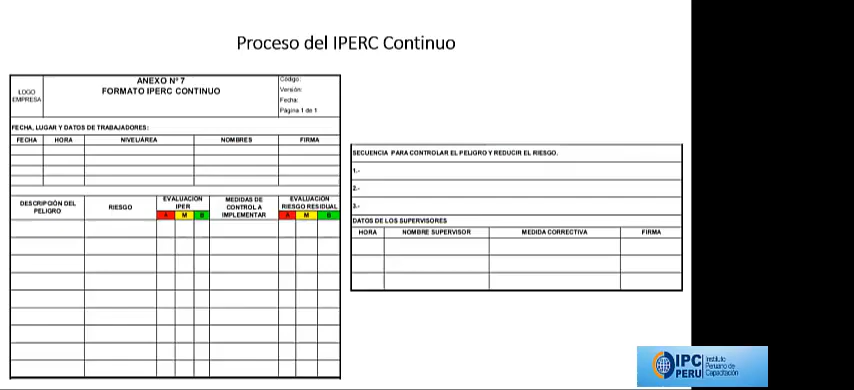 Proceso del IPERC Continuo
LOGO
EMPRESA
ANEXO Nº 7
FORMATO IPERC CONTINUO
Código:
Versión:
Fecha:
Página 1 de 1
FECHA, LUGAR Y DATOS DE TRABAJADORES:
FECHA HORA NIVEL/ÁREA NOMBRES FIRMA
DESCRIPCIÓN DEL
PELIGRO
RIESGO
EVALUACIÓN
IPER
A M B
MEDIDAS DE
CONTROL A
IMPLEMENTAR
EVALUACIÓN
RIESGO RESIDUAL
A M B
SECUENCIA PARA CONTROLAR EL PELIGRO Y REDUCIR EL RIESGO.
1.-
2.-
3.-
DATOS DE LOS SUPERVISORES
HORA NOMBRE SUPERVISOR MEDIDA CORRECTIVA FIRMA
IPC
PERU
Instituto
Peruano de
Capacitación